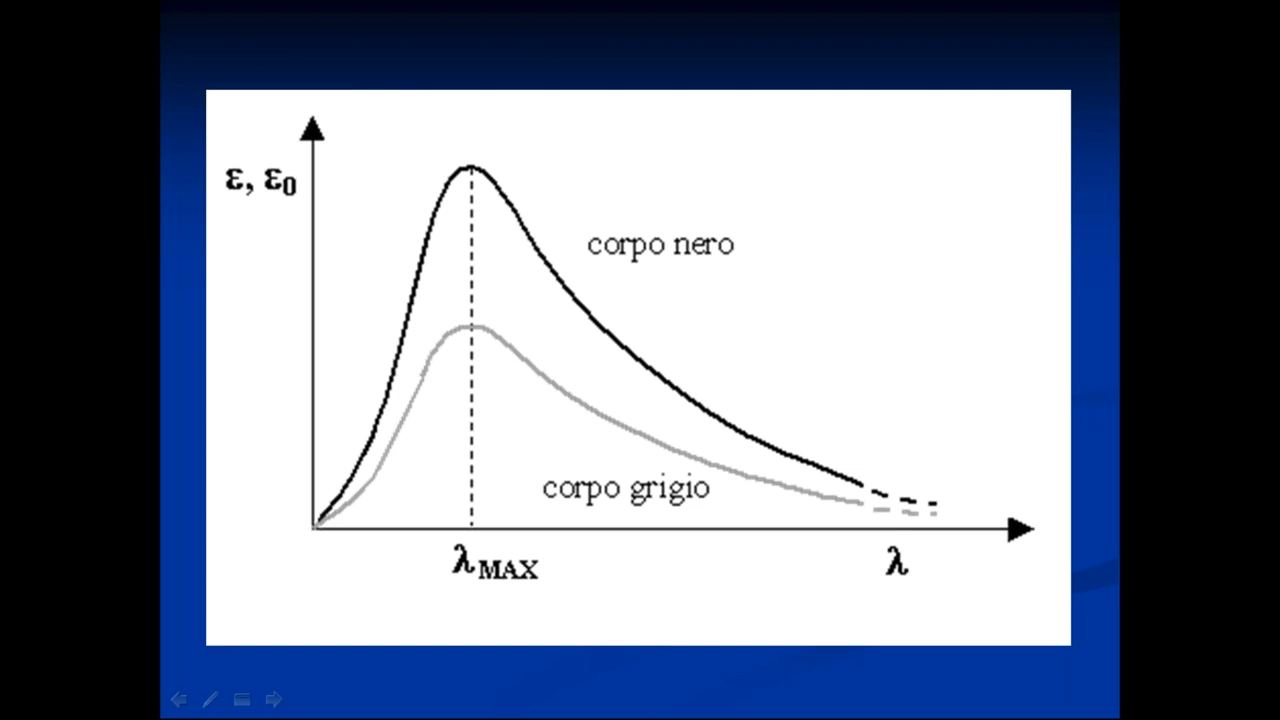 ε, ε0
corpo nero
corpo grigio
λMAX
λ